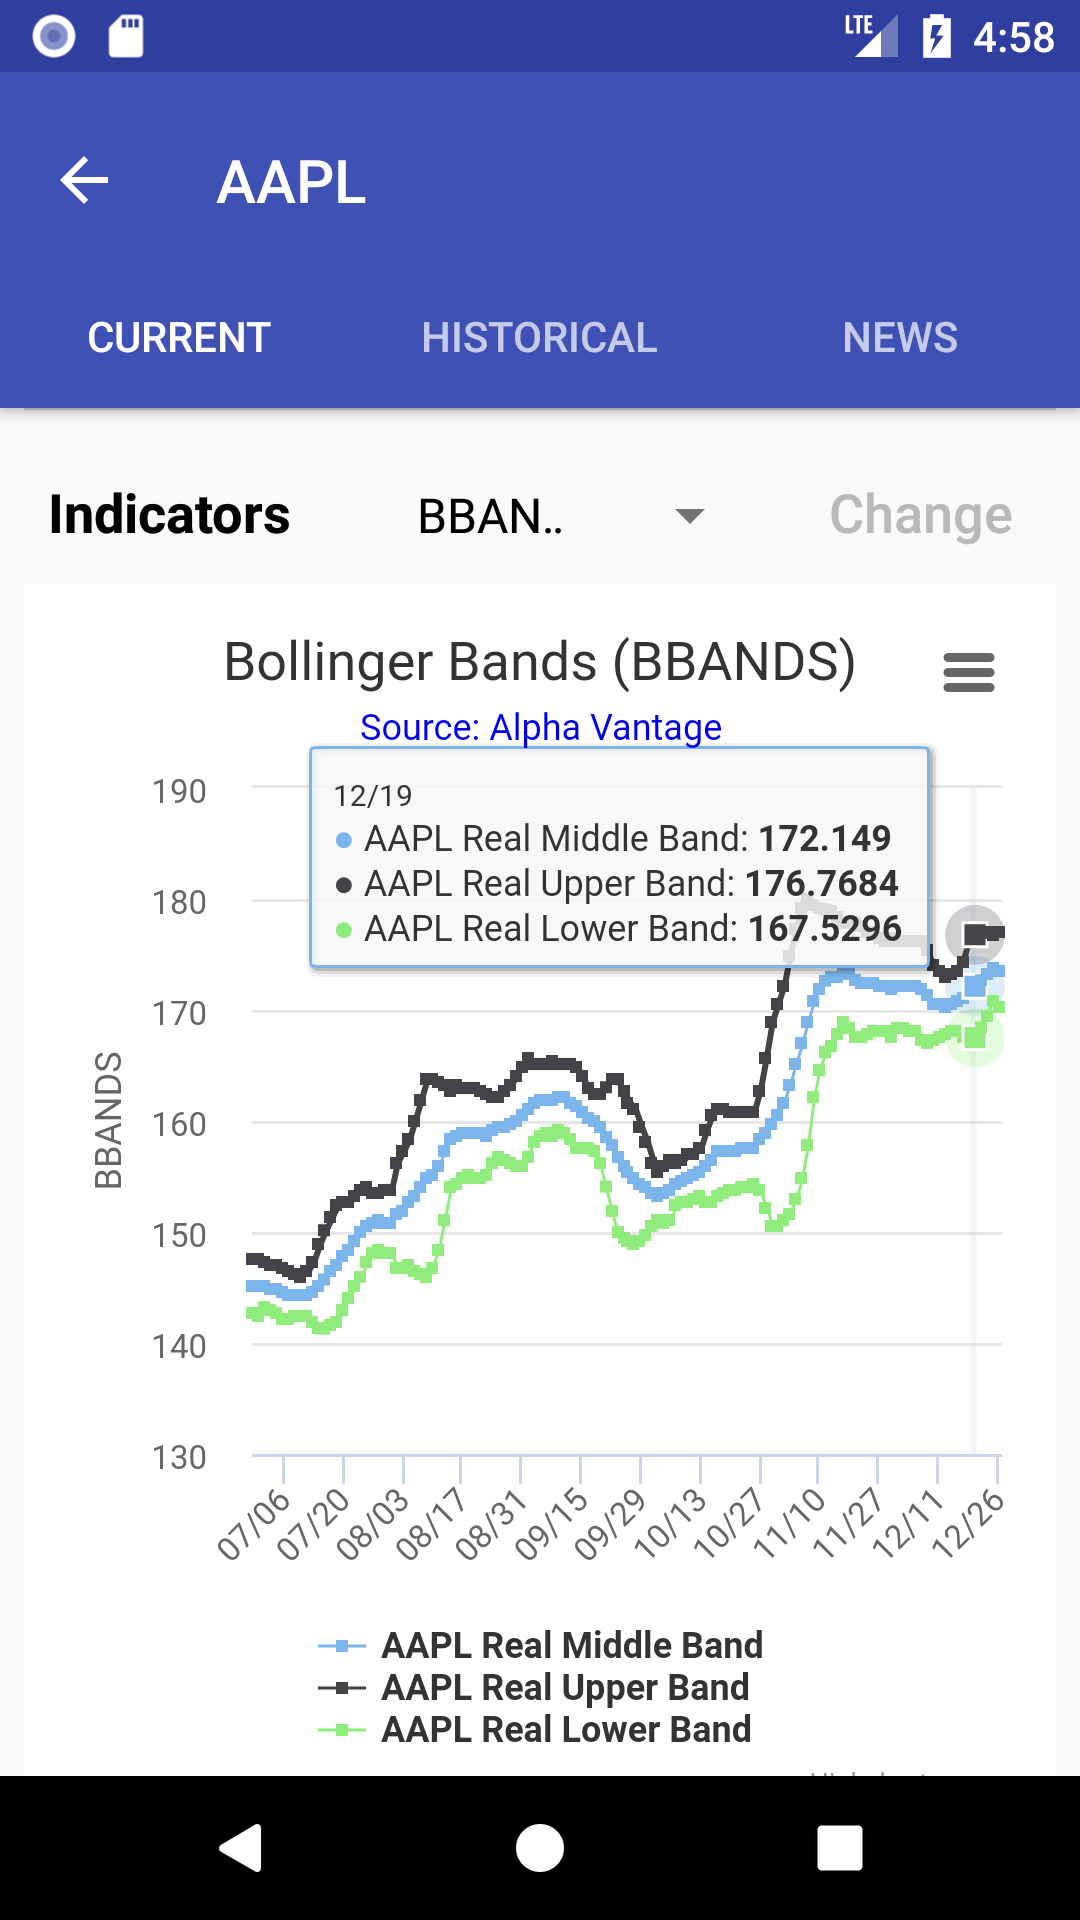 LTE 4:58
AAPL
CURRENT HISTORICAL NEWS
Indicators BBAN.. Change
Bollinger Bands (BBANDS)
Source: Alpha Vantage
12/19
AAPL Real Middle Band: 172.149
AAPL Real Upper Band: 176.7684
AAPL Real Lower Band: 167.5296
190
180
170
160
150
140
130
BBANDS
07/06 07/20 08/03 08/17 08/31 09/15 09/29 10/13 10/27 11/10 11/27 12/11 12/26
AAPL Real Middle Band
AAPL Real Upper Band
AAPL Real Lower Band